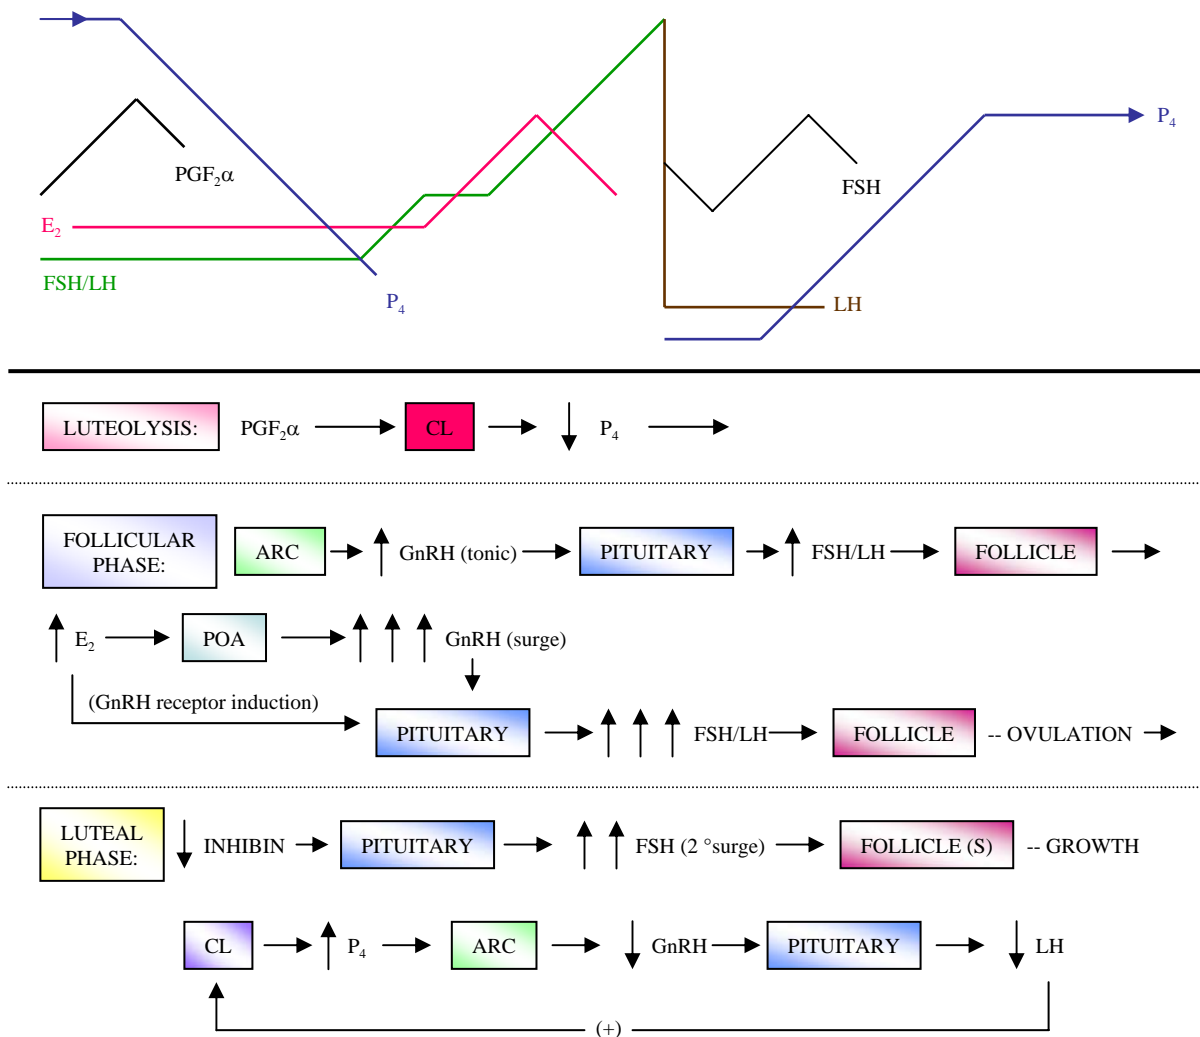 P₄
PGF₂α
FSH
E₂
FSH/LH
P₄
LH
LUTEOLYSIS: PGF₂α CL P₄
FOLLICULAR PHASE: ARC GnRH (tonic) PITUITARY FSH/LH FOLLICLE
E₂ POA GnRH (surge)
(GnRH receptor induction)
PITUITARY FSH/LH FOLLICLE -- OVULATION
LUTEAL PHASE: INHIBIN PITUITARY FSH (2 °surge) FOLLICLE (S) -- GROWTH
CL P₄ ARC GnRH PITUITARY LH
(+)